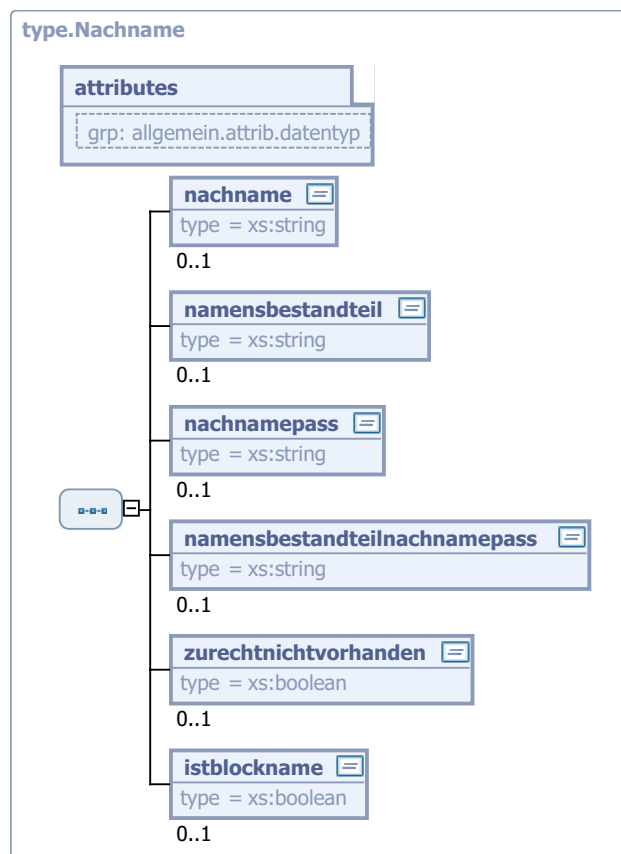 type.Nachname
attributes
grp: allgemein.attrib.datentyp
nachname
type = xs:string
0..1
namensbestandteil
type = xs:string
0..1
nachnamepass
type = xs:string
0..1
namensbestandteilnachnamepass
type = xs:string
0..1
zurechtnichtvorhanden
type = xs:boolean
0..1
istblockname
type = xs:boolean
0..1